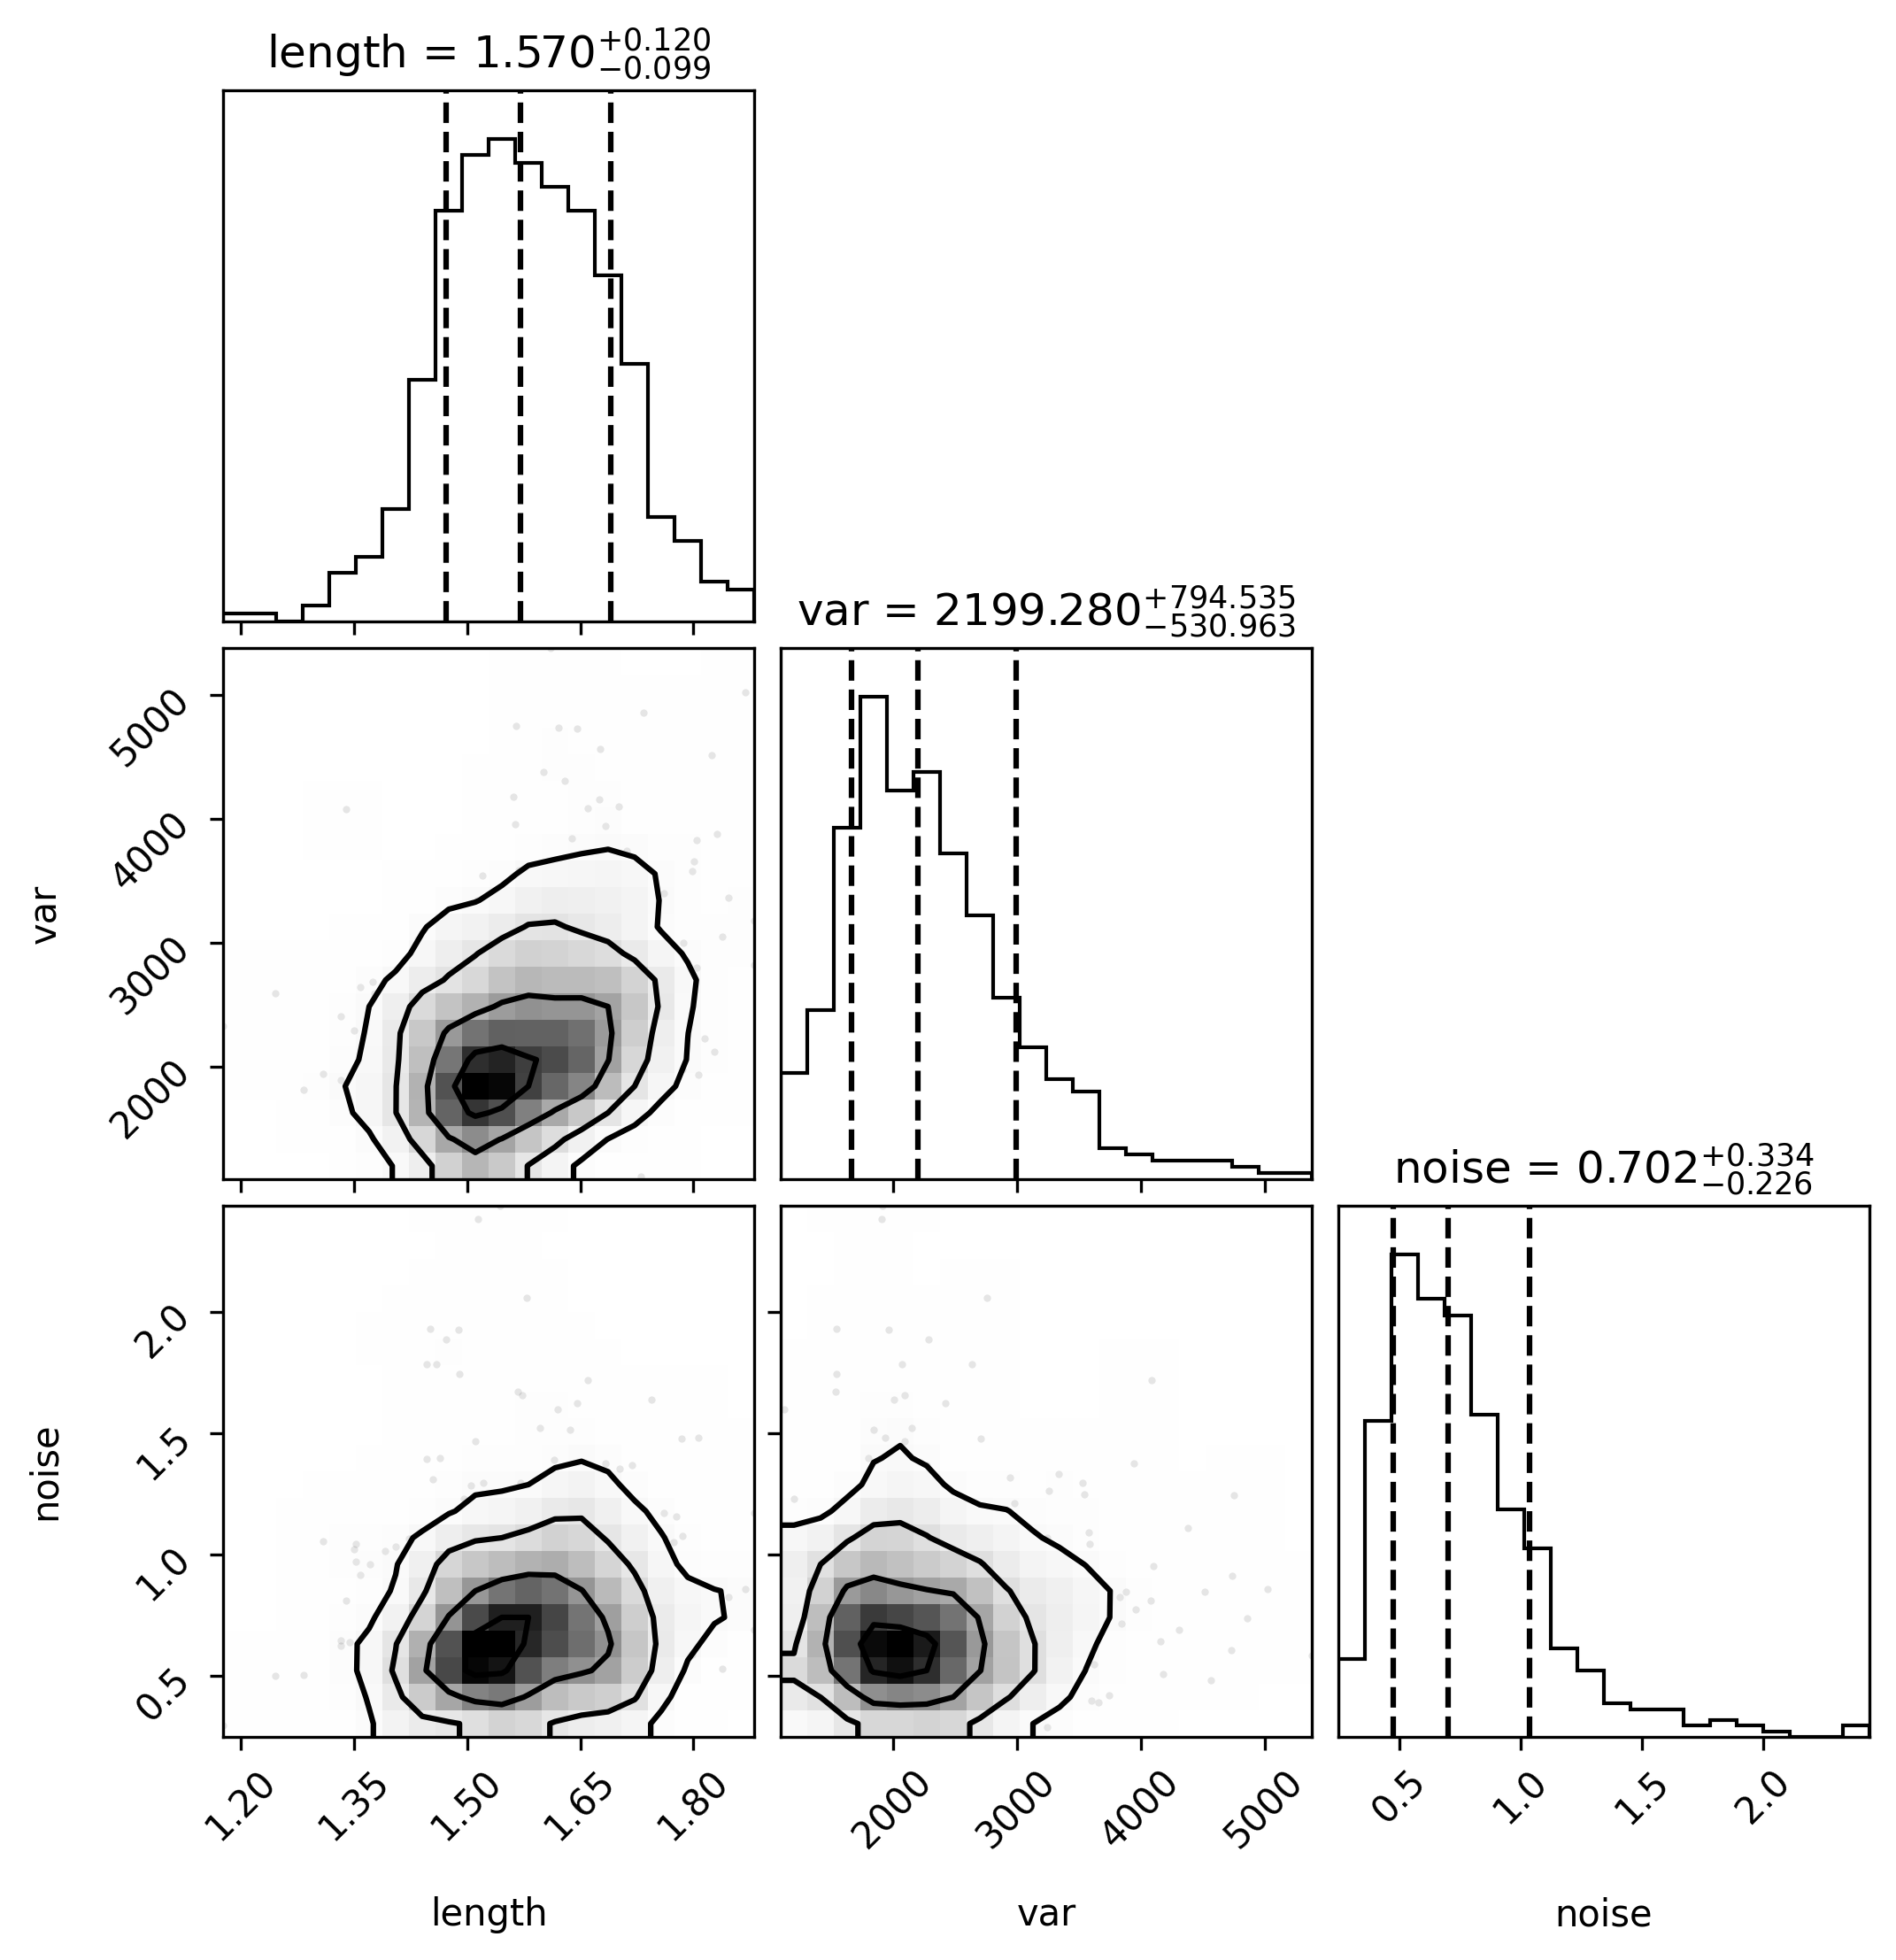 length = 1.570+0.120−0.099
var = 2199.280+794.535−530.963
5000
4000
3000
2000
var
noise = 0.702+0.334−0.226
2.0
1.5
1.0
0.5
noise
1.20 1.35 1.50 1.65 1.80 2000 3000 4000 5000 0.5 1.0 1.5 2.0
length var noise